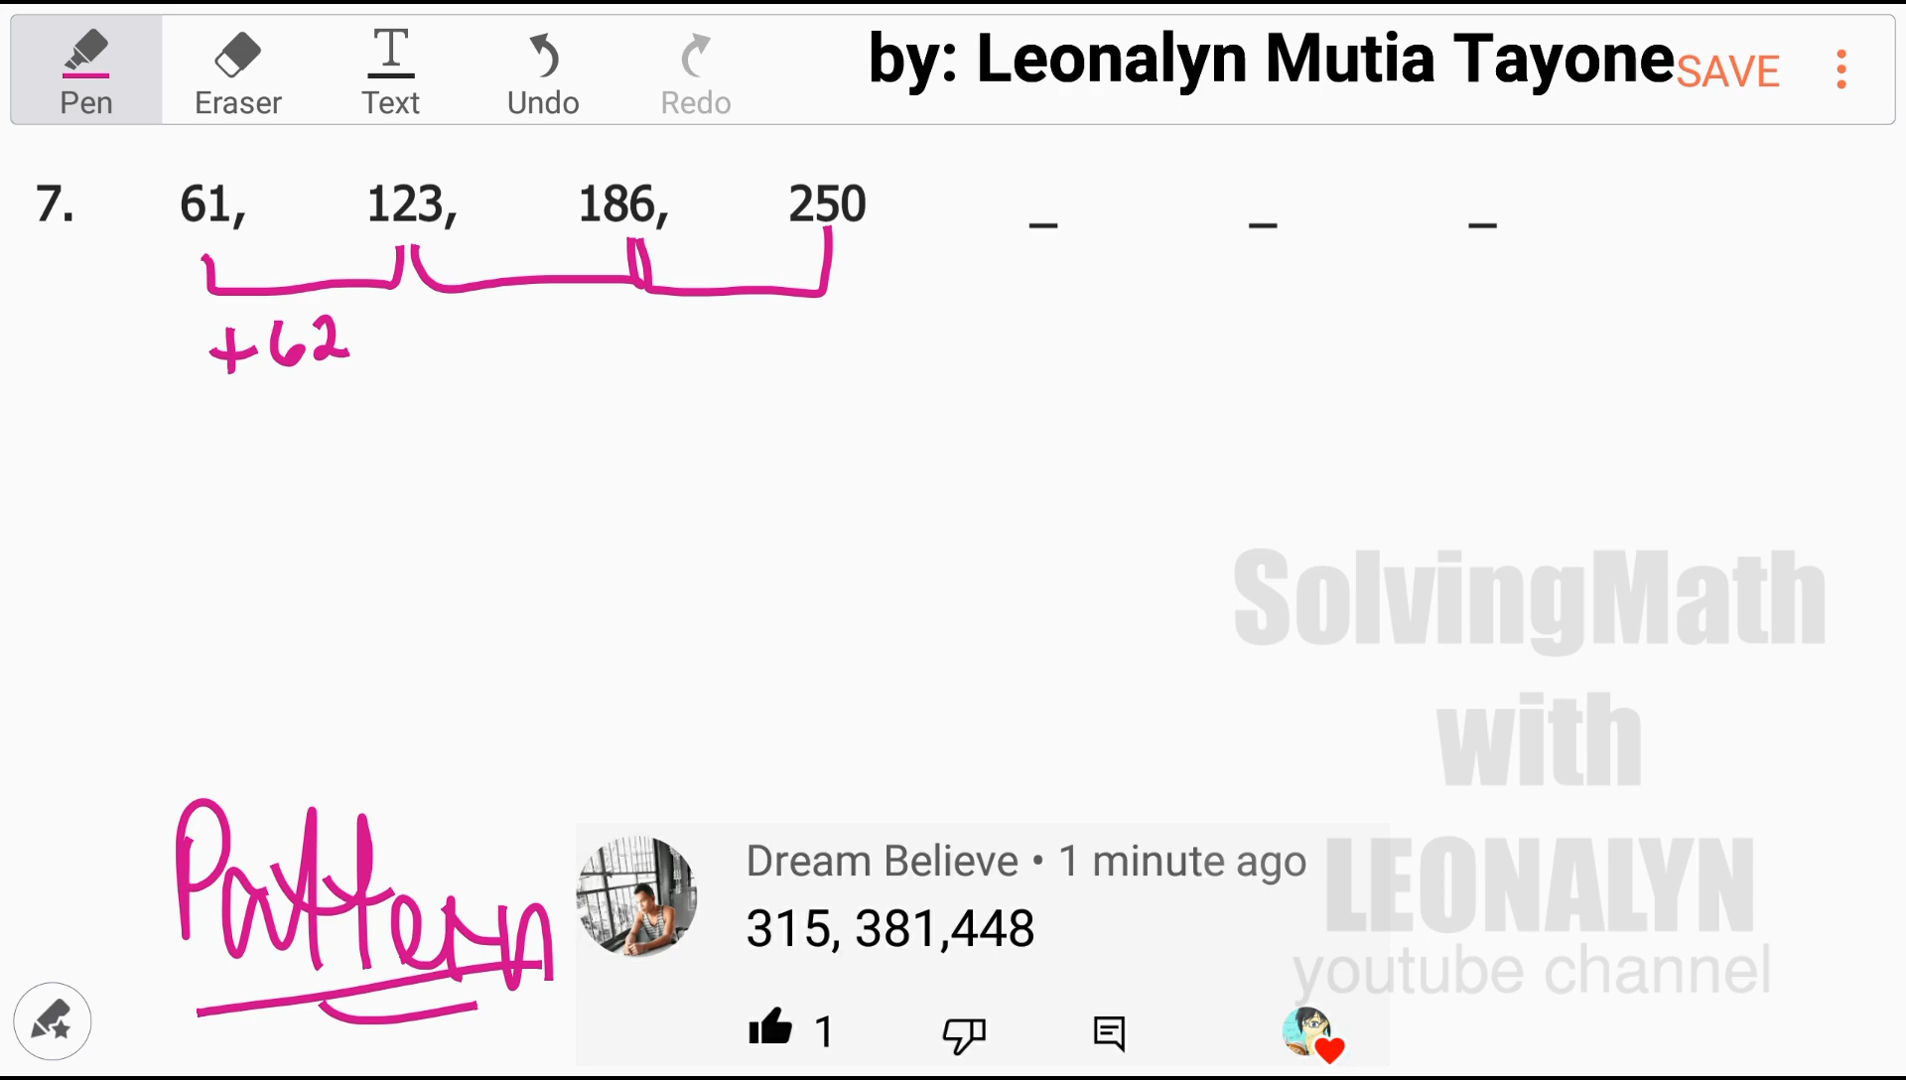 by: Leonalyn Mutia Tayone
SAVE
Pen Eraser Text Undo Redo
7. 61, 123, 186, 250 _ _ _
+62
SolvingMath
with
LEONALYN
youtube channel
Pattern
Dream Believe • 1 minute ago
315, 381,448
1